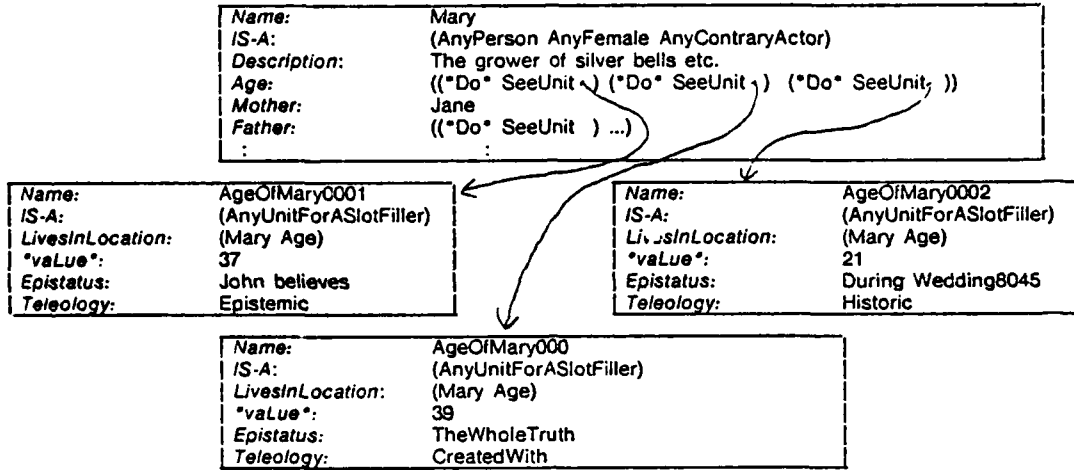 Name: Mary
IS-A: (AnyPerson AnyFemale AnyContraryActor)
Description: The grower of silver bells etc.
Age: ((*Do* SeeUnit ) (*Do* SeeUnit ) (*Do* SeeUnit ))
Mother: Jane
Father: ((*Do* SeeUnit ) ...)
: :
Name: AgeOfMary0001
IS-A: (AnyUnitForASlotFiller)
LivesInLocation: (Mary Age)
*vaLue*: 37
Epistatus: John believes
Teleology: Epistemic
Name: AgeOfMary0002
IS-A: (AnyUnitForASlotFiller)
LivesInLocation: (Mary Age)
*vaLue*: 21
Epistatus: During Wedding8045
Teleology: Historic
Name: AgeOfMary000
IS-A: (AnyUnitForASlotFiller)
LivesInLocation: (Mary Age)
*vaLue*: 39
Epistatus: TheWholeTruth
Teleology: CreatedWith